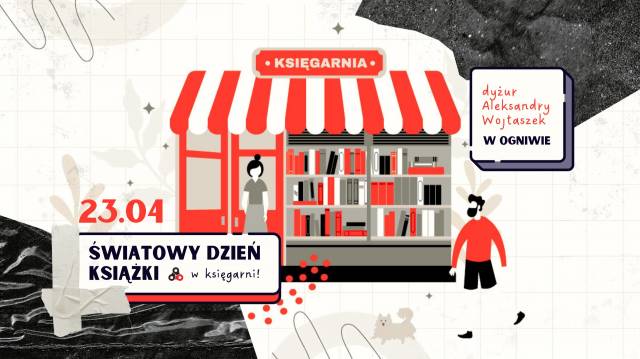 • KSIĘGARNIA •
dyżur
Aleksandry
Wojtaszek
W OGNIWIE
23.04
ŚWIATOWY DZIEŃ
KSIĄŻKI w księgarni!